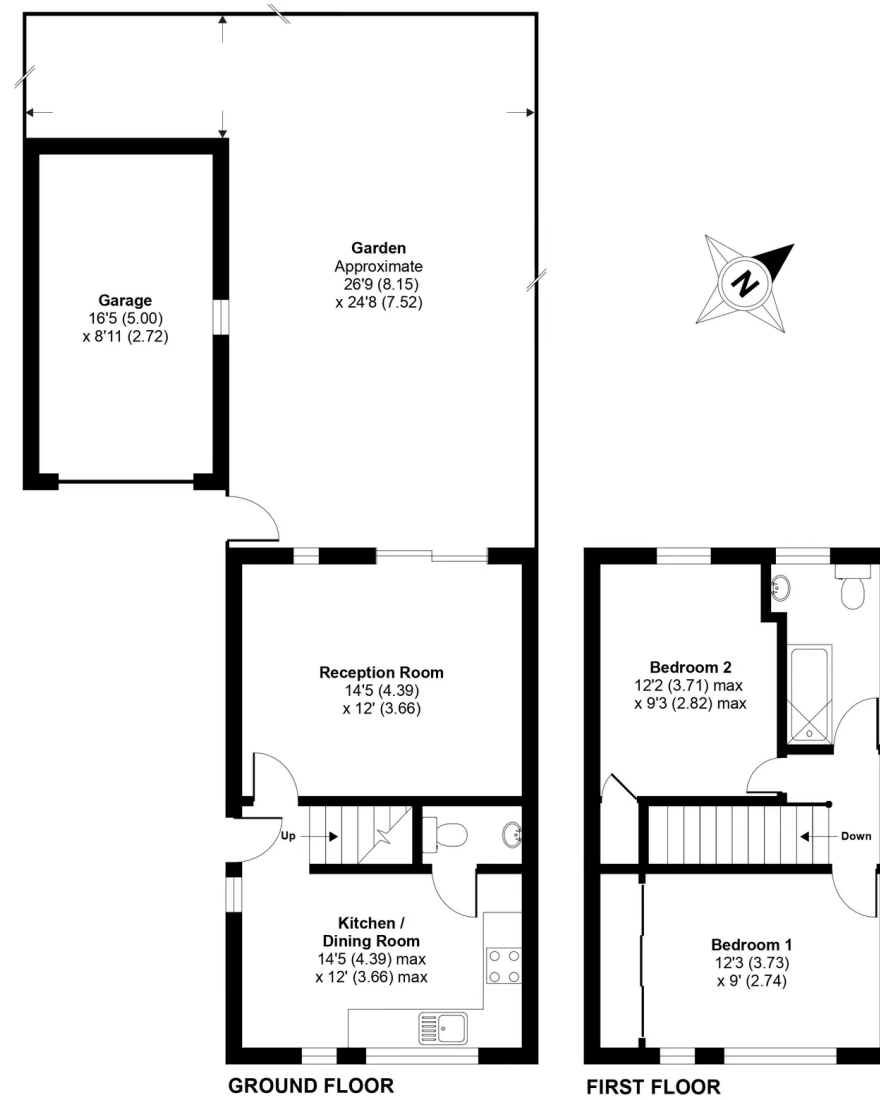 Garden
Approximate
26'9 (8.15)
x 24'8 (7.52)
Garage
16'5 (5.00)
x 8'11 (2.72)
N
Reception Room
14'5 (4.39)
x 12' (3.66)
Up
Kitchen /
Dining Room
14'5 (4.39) max
x 12' (3.66) max
GROUND FLOOR
Bedroom 2
12'2 (3.71) max
x 9'3 (2.82) max
Down
Bedroom 1
12'3 (3.73)
x 9' (2.74)
FIRST FLOOR